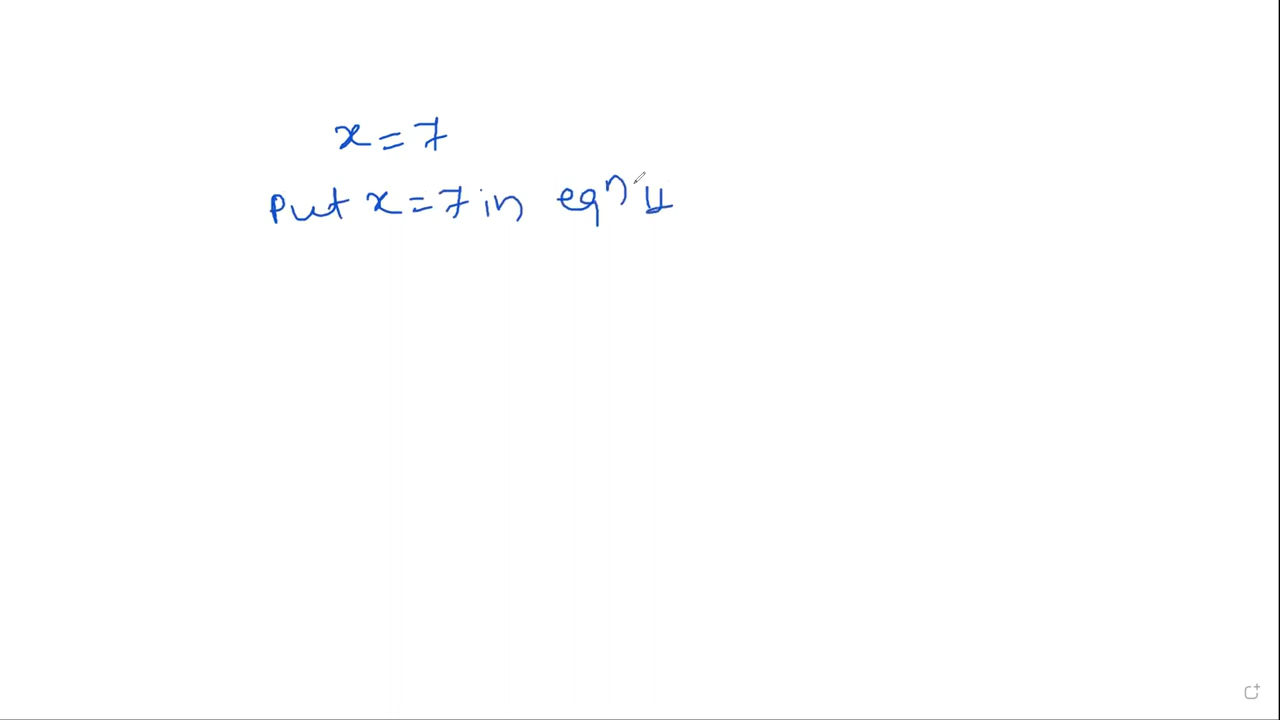 x = 7
Put x = 7 in eqⁿ